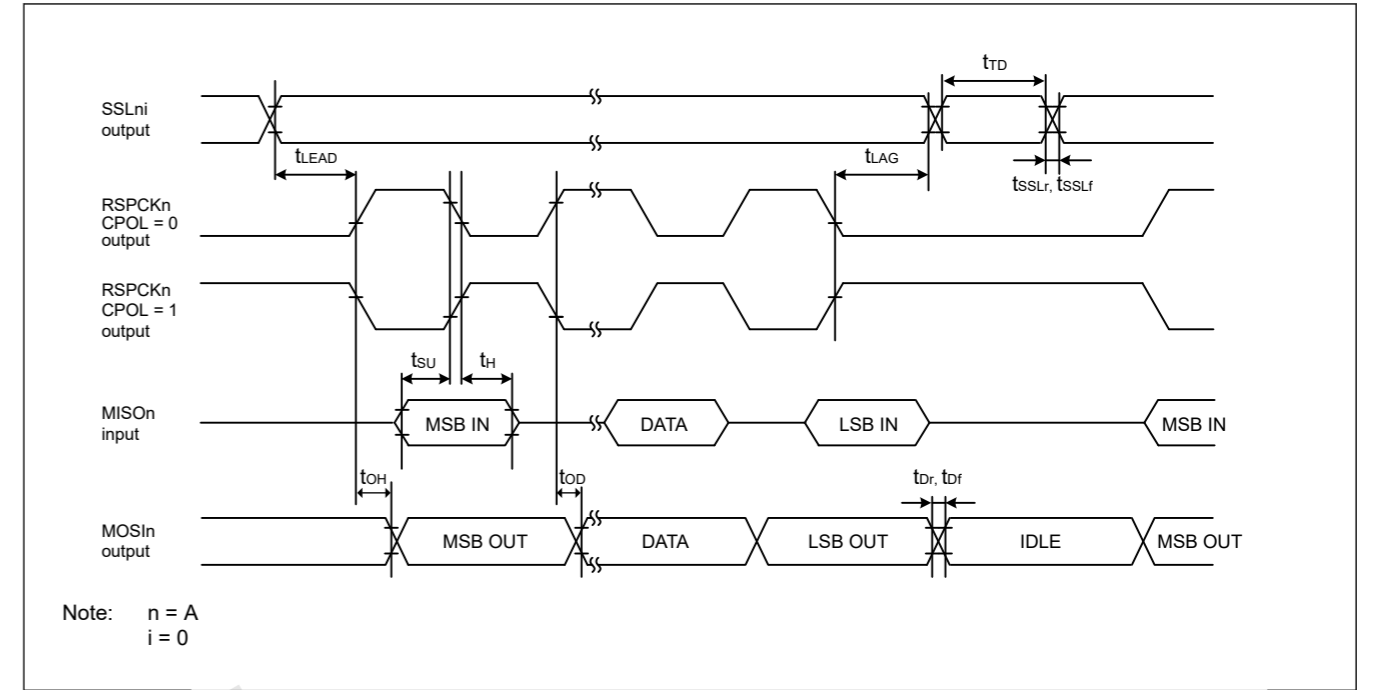 tTD
SSLni
output
tLEAD
tLAG
tSSLr, tSSLf
RSPCKn
CPOL = 0
output
RSPCKn
CPOL = 1
output
tSU
tH
MISOn
input
MSB IN
DATA
LSB IN
MSB IN
tOH
tOD
tDr, tDf
MOSIn
output
MSB OUT
DATA
LSB OUT
IDLE
MSB OUT
Note: n = A
i = 0